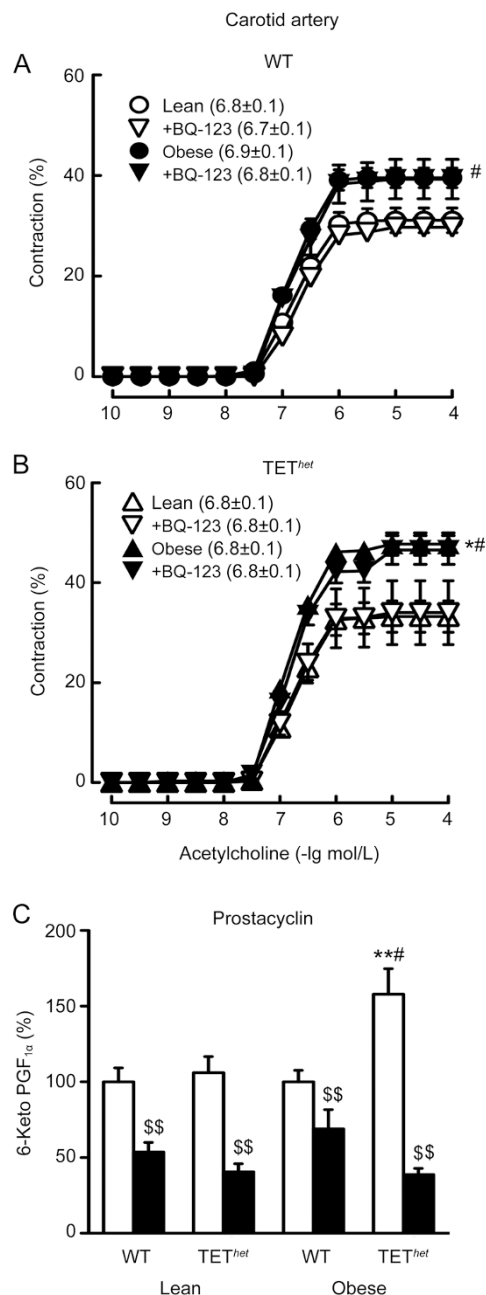 Carotid artery
A
WT
Lean (6.8±0.1)
+BQ-123 (6.7±0.1)
Obese (6.9±0.1)
+BQ-123 (6.8±0.1)
60
40
20
0
#
Contraction (%)
10 9 8 7 6 5 4
B
TEThet
Lean (6.8±0.1)
+BQ-123 (6.8±0.1)
Obese (6.8±0.1)
+BQ-123 (6.8±0.1)
60
40
20
0
*#
Contraction (%)
10 9 8 7 6 5 4
Acetylcholine (-lg mol/L)
C
Prostacyclin
200
150
100
50
0
6-Keto PGF1α (%)
**#
$$ $$ $$ $$
WT TEThet WT TEThet
Lean Obese